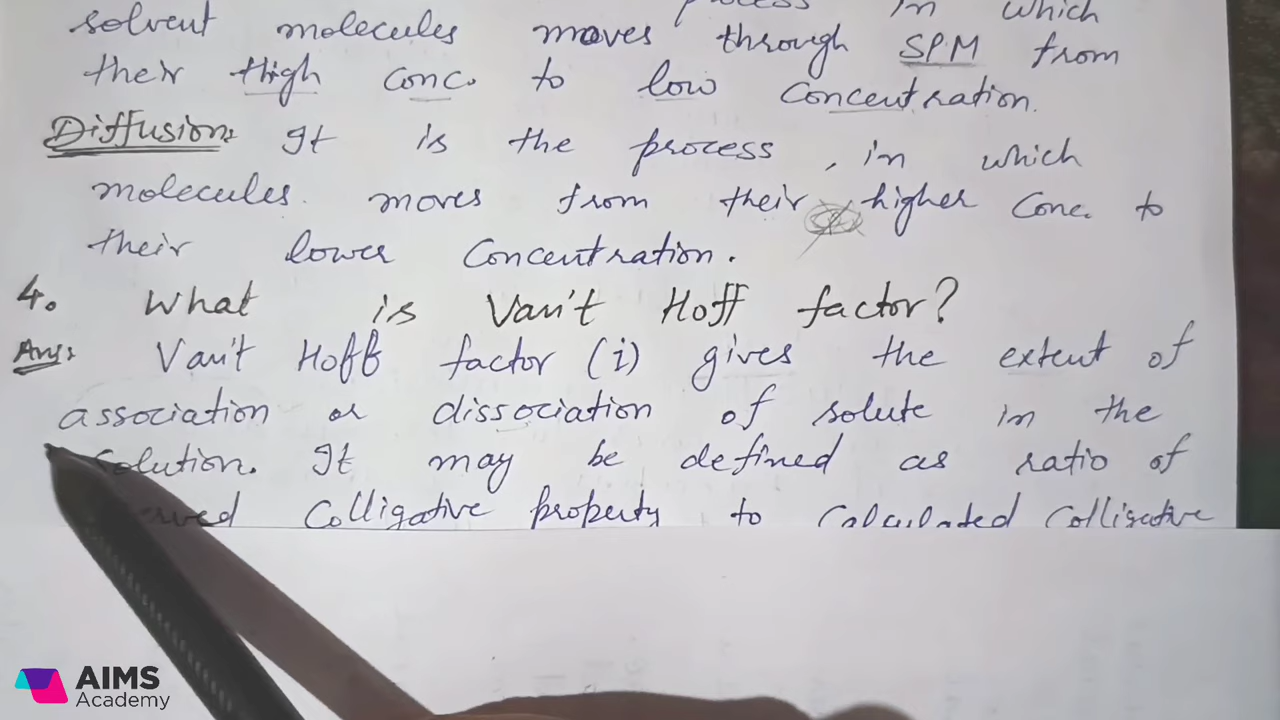 process in which
solvent molecules moves through SPM from
their High Conc. to low Concentration.
Diffusion: It is the process, in which
molecules. moves from their higher Conc. to
their lower Concentration.
4. What is Van't Hoff factor?
Ans: Van't Hoff factor (i) gives the extent of
association or dissociation of solute in the
Solution. It may be defined as ratio of
Colligative property to Calculated Colligative
AIMS
Academy